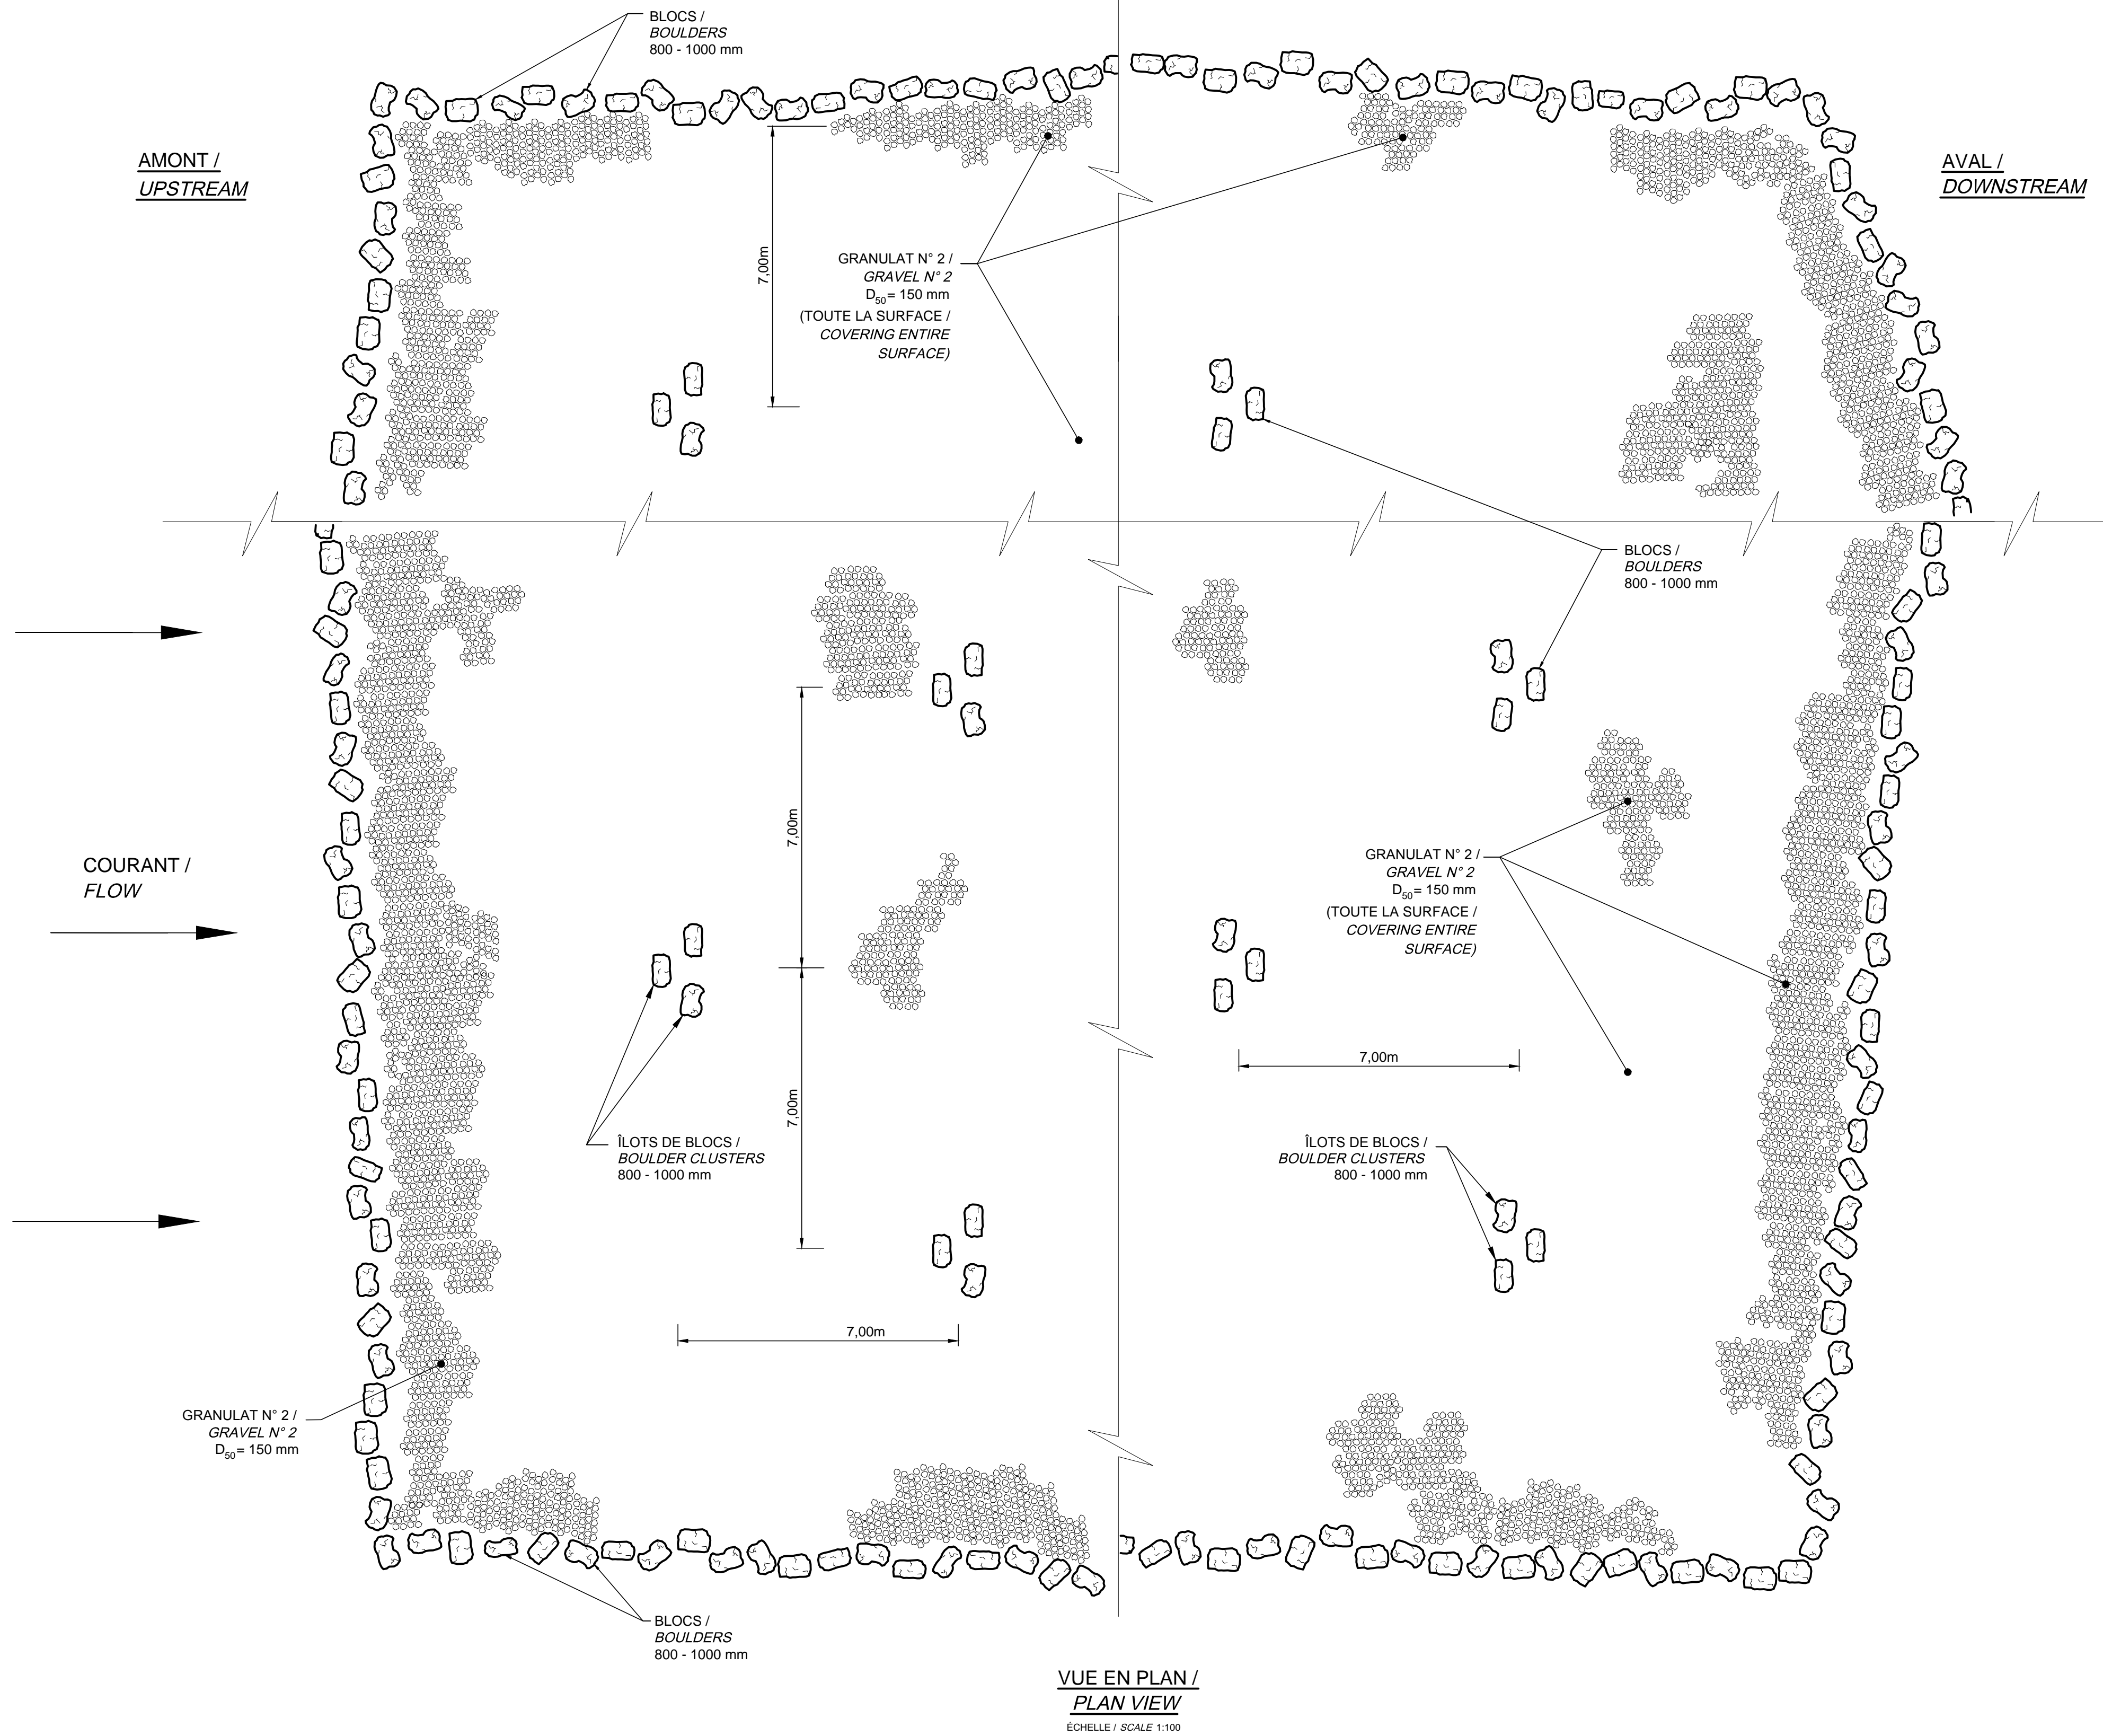 BLOCS /
BOULDERS
800 - 1000 mm
AMONT /
UPSTREAM
AVAL /
DOWNSTREAM
7,00m
GRANULAT N° 2 /
GRAVEL N° 2
D50= 150 mm
(TOUTE LA SURFACE /
COVERING ENTIRE
SURFACE)
BLOCS /
BOULDERS
800 - 1000 mm
7,00m
COURANT /
FLOW
GRANULAT N° 2 /
GRAVEL N° 2
D50= 150 mm
(TOUTE LA SURFACE /
COVERING ENTIRE
SURFACE)
7,00m
7,00m
ÎLOTS DE BLOCS /
BOULDER CLUSTERS
800 - 1000 mm
ÎLOTS DE BLOCS /
BOULDER CLUSTERS
800 - 1000 mm
7,00m
GRANULAT N° 2 /
GRAVEL N° 2
D50= 150 mm
BLOCS /
BOULDERS
800 - 1000 mm
VUE EN PLAN /
PLAN VIEW
ÉCHELLE / SCALE 1:100